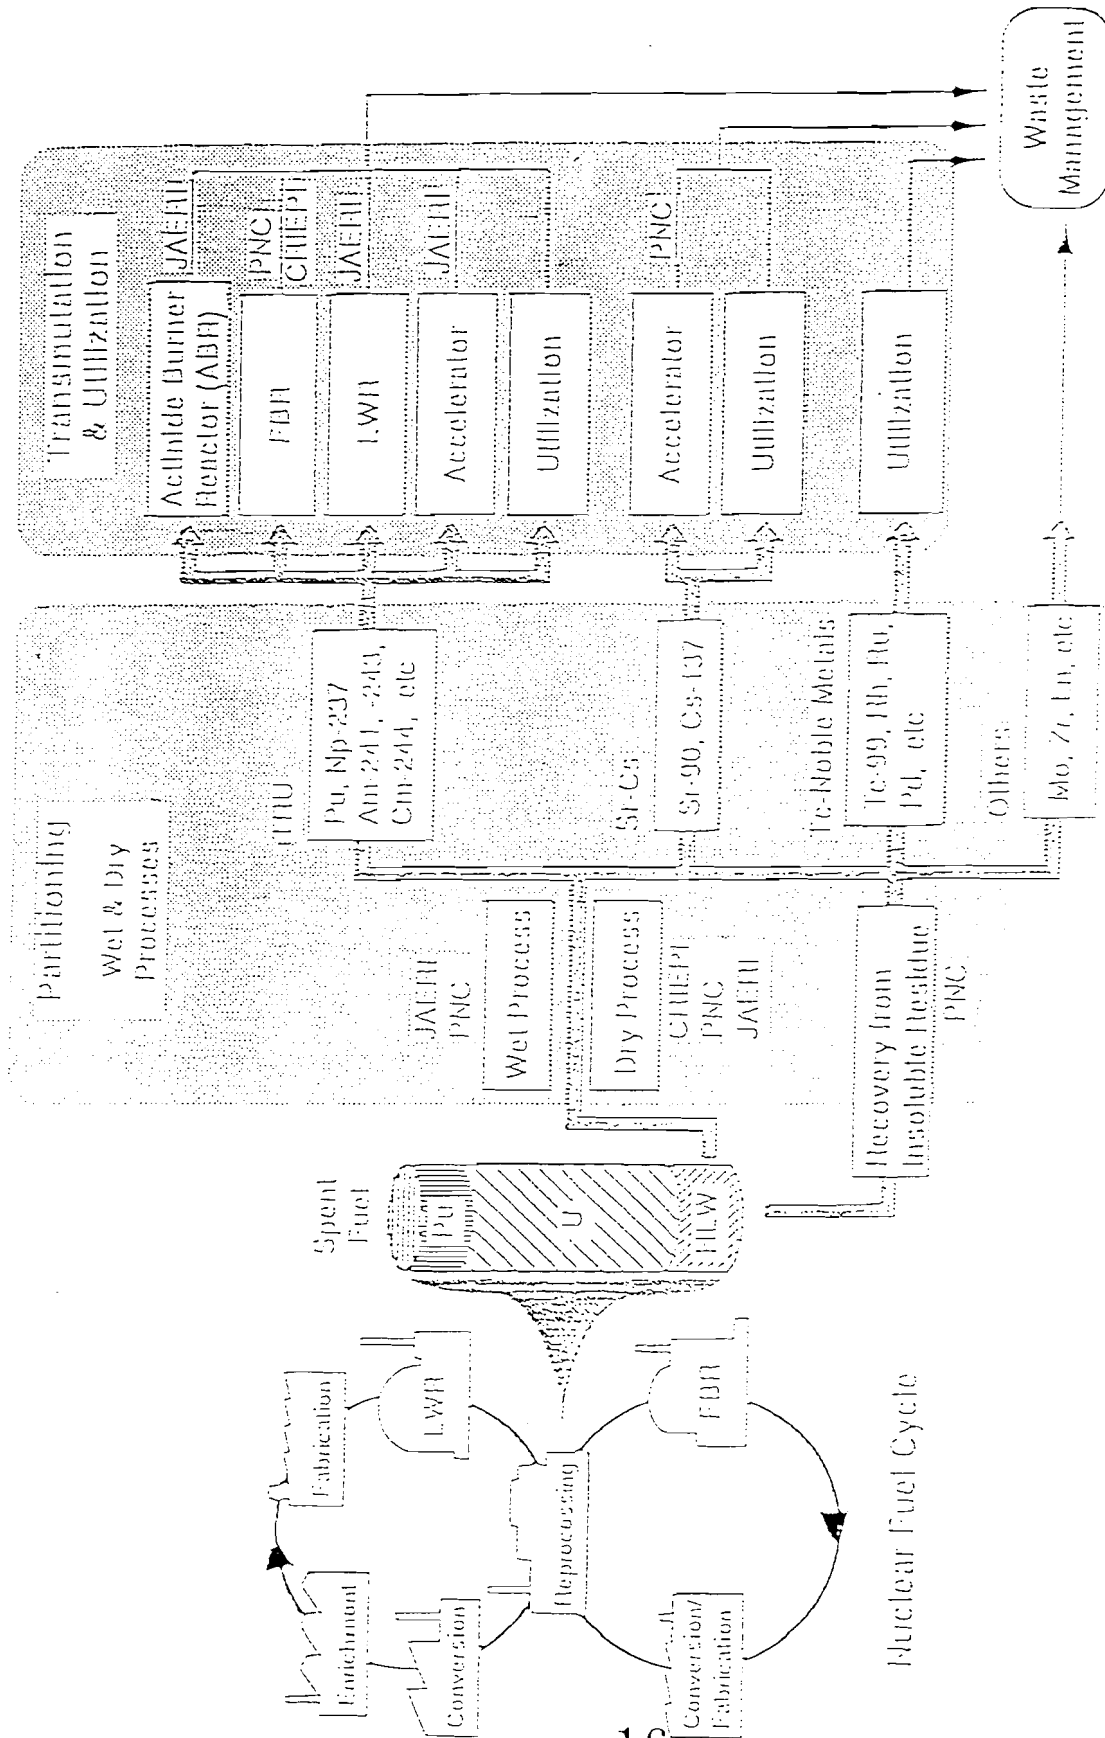 Nuclear Fuel Cycle
Enrichment
Fabrication
Conversion
LWR
Reprocessing
Conversion/
Fabrication
FBR
Spent
Fuel
Pu
U
HLW
Partitioning
Wet & Dry
Processes
JAERI
PNC
Wet Process
Dry Process
CRIEPI
PNC
JAERI
Recovery from
Insoluble Residue
PNC
TRU
Pu, Np-237
Am-241, -243,
Cm-244, etc
Sr-Cs
Sr-90, Cs-137
Tc-Noble Metals
Tc-99, Rh, Ru,
Pd, etc
Others
Mo, Zr, Ln, etc
Transmutation
& Utilization
Actinide Burner
Reactor (ABR)
JAERI
FBR
PNC
CRIEPI
LWR
JAERI
Accelerator
JAERI
Utilization
Accelerator
PNC
Utilization
Utilization
Waste
Management